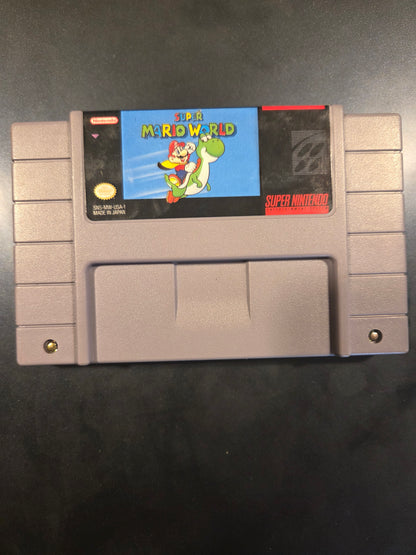 Nintendo
SUPER
MARIO WORLD
SNS-MW-USA-1
MADE IN JAPAN
SUPER NINTENDO